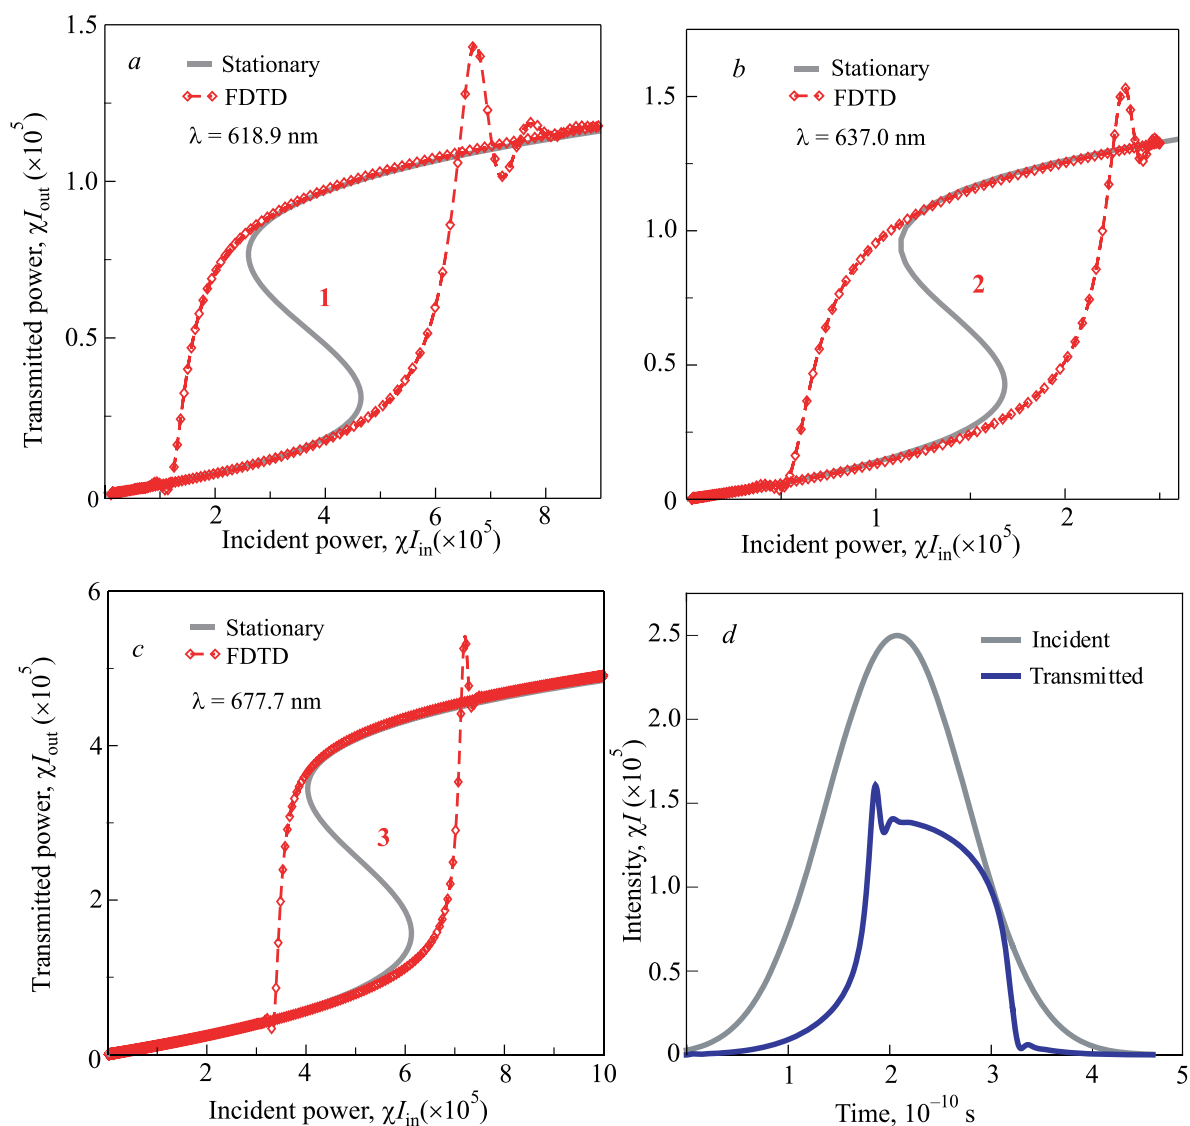 a
Stationary
FDTD
λ = 618.9 nm
1
1.5
1.0
0.5
0
2 4 6 8
Transmitted power, χI_out (×10^5)
Incident power, χI_in(×10^5)
b
Stationary
FDTD
λ = 637.0 nm
2
1.5
1.0
0.5
0
1 2
Incident power, χI_in(×10^5)
c
Stationary
FDTD
λ = 677.7 nm
3
6
4
2
0
2 4 6 8 10
Transmitted power, χI_out (×10^5)
Incident power, χI_in(×10^5)
d
Incident
Transmitted
2.5
2.0
1.5
1.0
0.5
0
1 2 3 4 5
Intensity, χI (×10^5)
Time, 10^−10 s